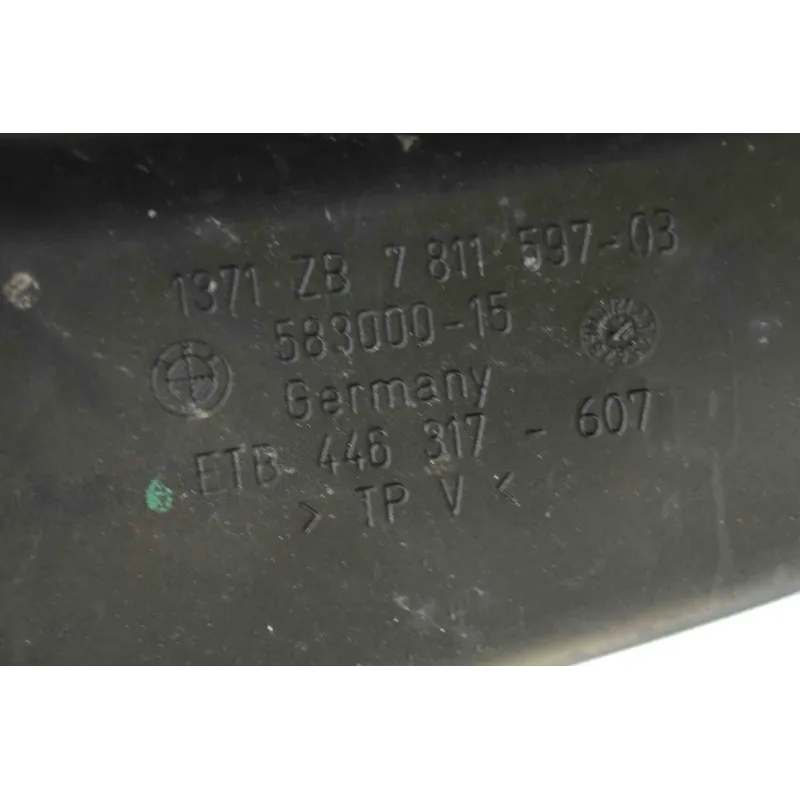 1371 ZB 7 811 597-03
583000-15
Germany
ETB 446 317 - 607
> TP V <